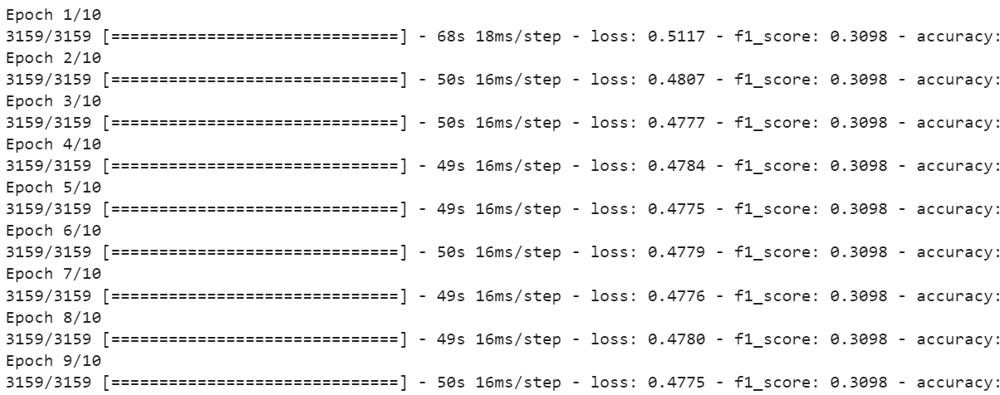 Epoch 1/10
3159/3159 [==============================] - 68s 18ms/step - loss: 0.5117 - f1_score: 0.3098 - accuracy:
Epoch 2/10
3159/3159 [==============================] - 50s 16ms/step - loss: 0.4807 - f1_score: 0.3098 - accuracy:
Epoch 3/10
3159/3159 [==============================] - 50s 16ms/step - loss: 0.4777 - f1_score: 0.3098 - accuracy:
Epoch 4/10
3159/3159 [==============================] - 49s 16ms/step - loss: 0.4784 - f1_score: 0.3098 - accuracy:
Epoch 5/10
3159/3159 [==============================] - 49s 16ms/step - loss: 0.4775 - f1_score: 0.3098 - accuracy:
Epoch 6/10
3159/3159 [==============================] - 50s 16ms/step - loss: 0.4779 - f1_score: 0.3098 - accuracy:
Epoch 7/10
3159/3159 [==============================] - 49s 16ms/step - loss: 0.4776 - f1_score: 0.3098 - accuracy:
Epoch 8/10
3159/3159 [==============================] - 49s 16ms/step - loss: 0.4780 - f1_score: 0.3098 - accuracy:
Epoch 9/10
3159/3159 [==============================] - 50s 16ms/step - loss: 0.4775 - f1_score: 0.3098 - accuracy: